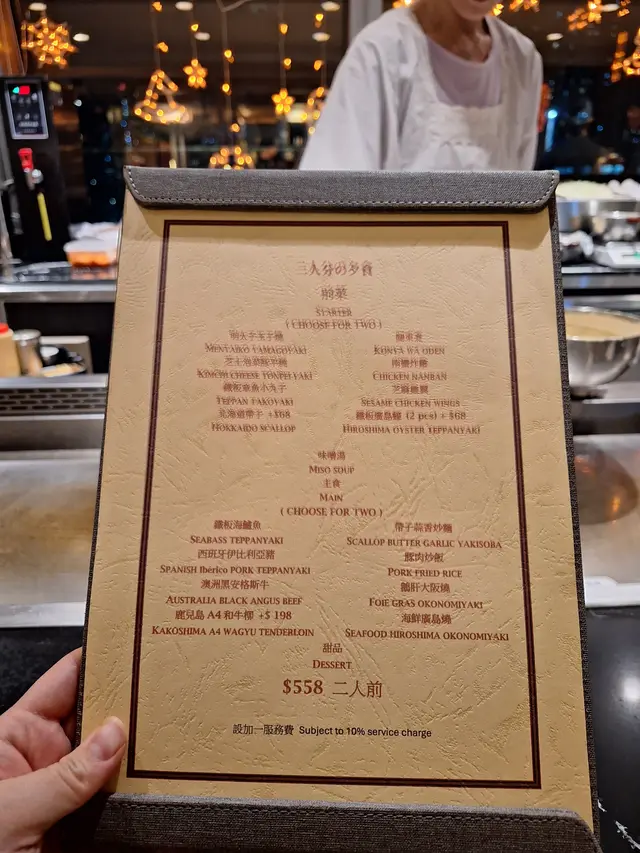 二人分の夕食
前菜
STARTER
( CHOOSE FOR TWO )
明太子玉子燒 關東煮
MENTAIKO TAMAGOYAKI KONYA WA ODEN
芝士泡菜豚平燒 南蠻炸雞
KIMCHI CHEESE TONPEI YAKI CHICKEN NANBAN
鐵板章魚小丸子 芝麻雞翼
TEPPAN TAKOYAKI SESAME CHICKEN WINGS
北海道帶子 +$68 鐵板廣島蠔 (2 pcs) + $68
HOKKAIDO SCALLOP HIROSHIMA OYSTER TEPPANYAKI
味噌湯
MISO SOUP
主食
MAIN
( CHOOSE FOR TWO )
鐵板海鱸魚 帶子蒜香炒麵
SEABASS TEPPANYAKI SCALLOP BUTTER GARLIC YAKISOBA
西班牙伊比利亞豬 豚肉炒飯
SPANISH Ibérico PORK TEPPANYAKI PORK FRIED RICE
澳洲黑安格斯牛 鵝肝大阪燒
AUSTRALIA BLACK ANGUS BEEF FOIE GRAS OKONOMIYAKI
鹿兒島 A4 和牛柳 +$ 198 海鮮廣島燒
KAKOSHIMA A4 WAGYU TENDERLOIN SEAFOOD HIROSHIMA OKONOMIYAKI
甜品
DESSERT
$558 二人前
設加一服務費 Subject to 10% service charge